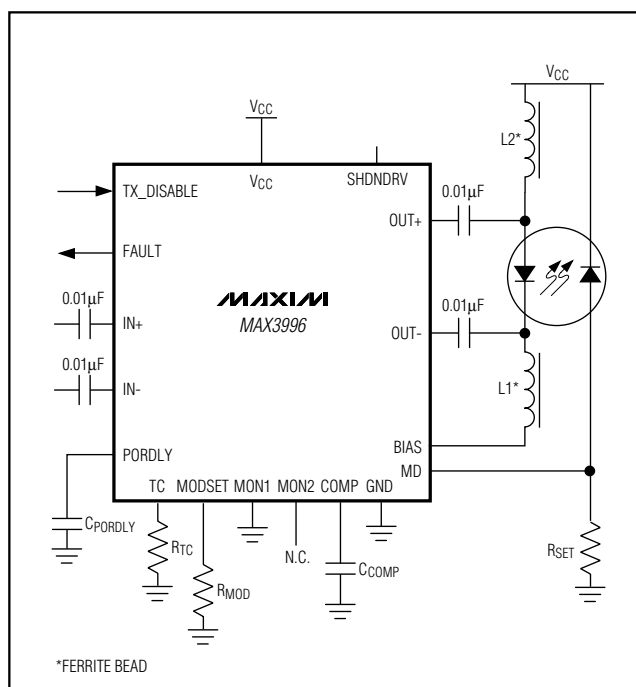 VCC
VCC
L2*
TX_DISABLE
VCC
SHDNDRV
0.01µF
OUT+
FAULT
0.01µF
IN+
MAXIM
MAX3996
0.01µF
OUT-
0.01µF
IN-
L1*
BIAS
PORDLY
MD
TC MODSET MON1 MON2 COMP GND
CPORDLY
RTC
N.C.
CCOMP
RSET
RMOD
*FERRITE BEAD